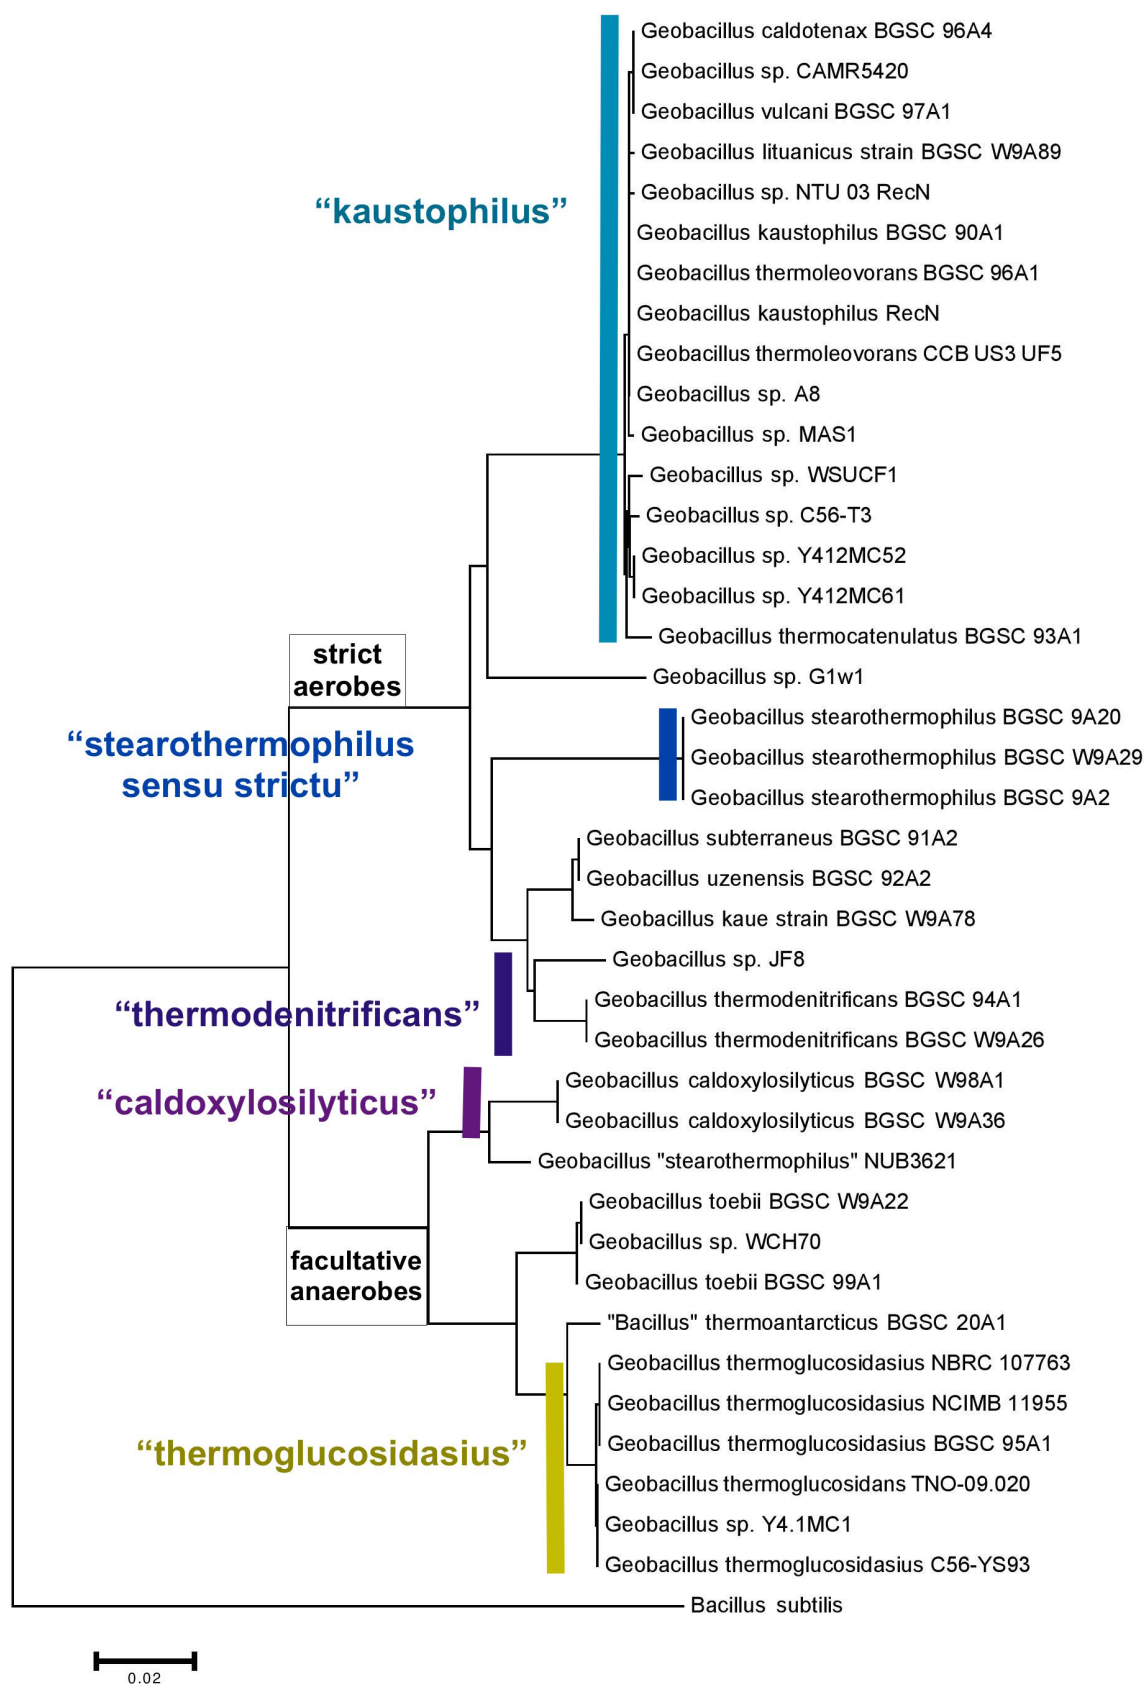 Geobacillus caldotenax BGSC 96A4
Geobacillus sp. CAMR5420
Geobacillus vulcani BGSC 97A1
Geobacillus lituanicus strain BGSC W9A89
Geobacillus sp. NTU 03 RecN
“kaustophilus”
Geobacillus kaustophilus BGSC 90A1
Geobacillus thermoleovorans BGSC 96A1
Geobacillus kaustophilus RecN
Geobacillus thermoleovorans CCB US3 UF5
Geobacillus sp. A8
Geobacillus sp. MAS1
Geobacillus sp. WSUCF1
Geobacillus sp. C56-T3
Geobacillus sp. Y412MC52
Geobacillus sp. Y412MC61
Geobacillus thermocatenulatus BGSC 93A1
strict
aerobes
Geobacillus sp. G1w1
Geobacillus stearothermophilus BGSC 9A20
“stearothermophilus
sensu strictu”
Geobacillus stearothermophilus BGSC W9A29
Geobacillus stearothermophilus BGSC 9A2
Geobacillus subterraneus BGSC 91A2
Geobacillus uzenensis BGSC 92A2
Geobacillus kaue strain BGSC W9A78
Geobacillus sp. JF8
Geobacillus thermodenitrificans BGSC 94A1
“thermodenitrificans”
Geobacillus thermodenitrificans BGSC W9A26
Geobacillus caldoxylosilyticus BGSC W98A1
“caldoxylosilyticus”
Geobacillus caldoxylosilyticus BGSC W9A36
Geobacillus "stearothermophilus" NUB3621
Geobacillus toebii BGSC W9A22
Geobacillus sp. WCH70
facultative
anaerobes
Geobacillus toebii BGSC 99A1
"Bacillus" thermoantarcticus BGSC 20A1
Geobacillus thermoglucosidasius NBRC 107763
Geobacillus thermoglucosidasius NCIMB 11955
Geobacillus thermoglucosidasius BGSC 95A1
“thermoglucosidasius”
Geobacillus thermoglucosidans TNO-09.020
Geobacillus sp. Y4.1MC1
Geobacillus thermoglucosidasius C56-YS93
Bacillus subtilis
0.02